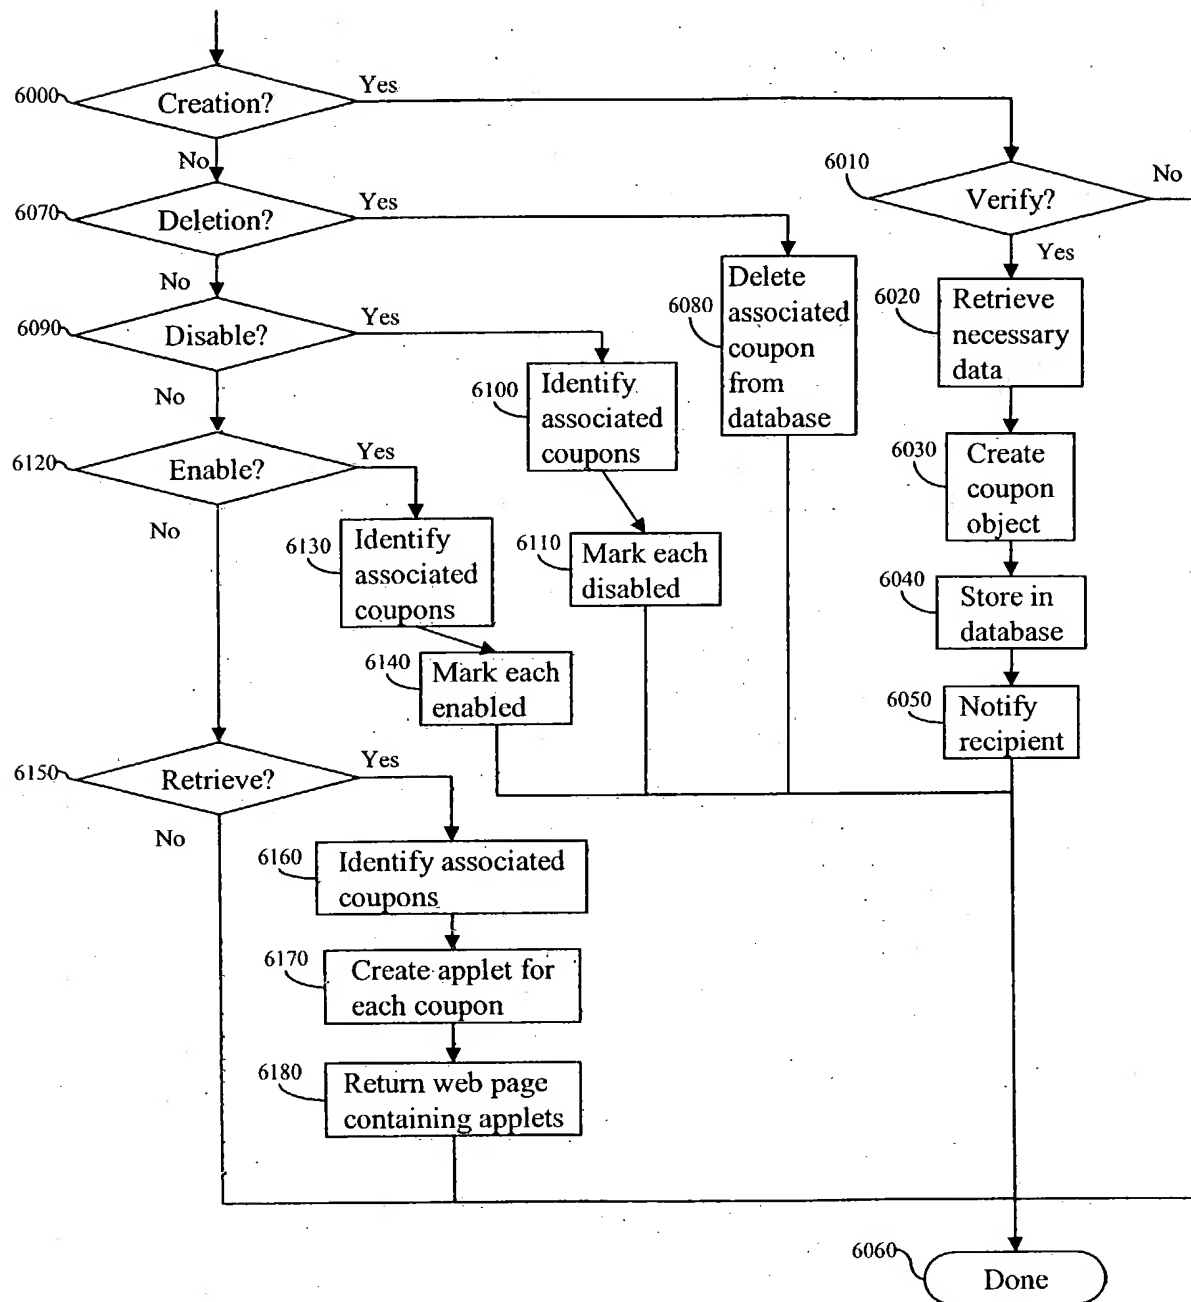 6000
Creation?
Yes
No
6010
Verify?
No
Yes
6070
Deletion?
Yes
No
6080
Delete
associated
coupon
from
database
6020
Retrieve
necessary
data
6090
Disable?
Yes
No
6100
Identify
associated
coupons
6030
Create
coupon
object
6120
Enable?
Yes
No
6130
Identify
associated
coupons
6110
Mark each
disabled
6040
Store in
database
6140
Mark each
enabled
6050
Notify
recipient
6150
Retrieve?
Yes
No
6160
Identify associated
coupons
6170
Create applet for
each coupon
6180
Return web page
containing applets
6060
Done